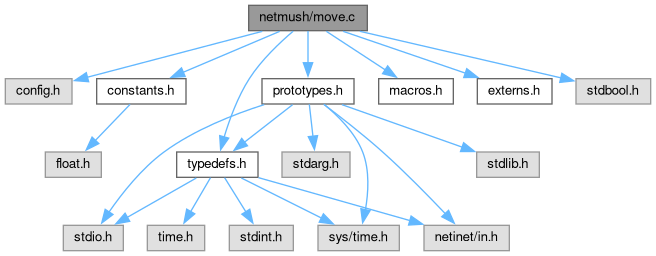 netmush/move.c
config.h
constants.h
prototypes.h
macros.h
externs.h
stdbool.h
float.h
typedefs.h
stdarg.h
stdlib.h
stdio.h
time.h
stdint.h
sys/time.h
netinet/in.h